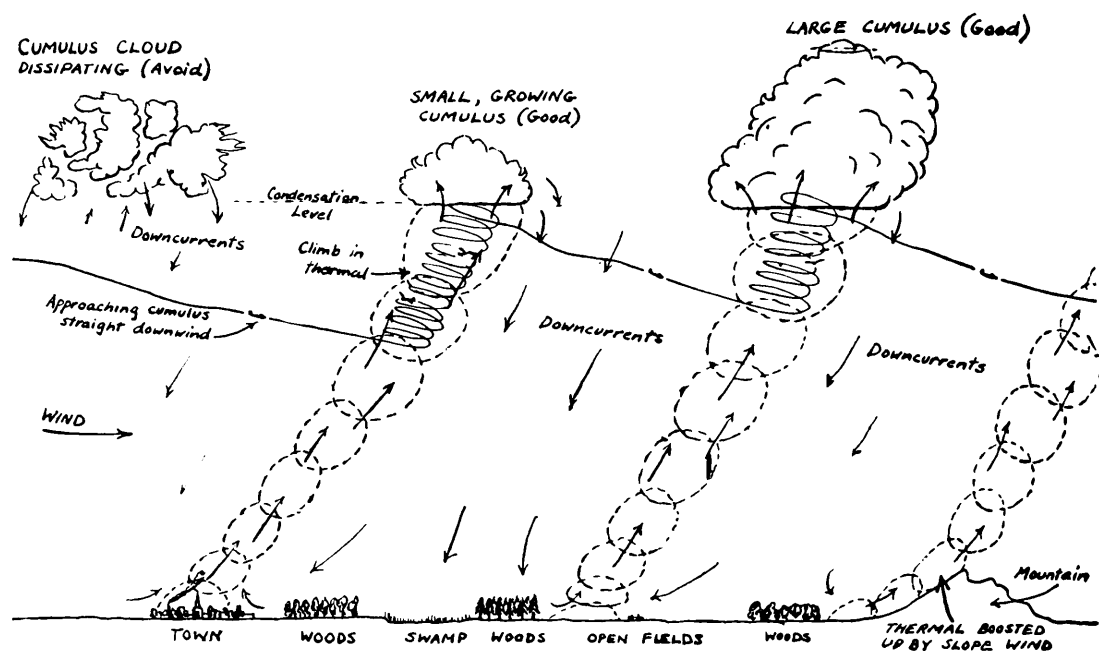 CUMULUS CLOUD
DISSIPATING (Avoid)
SMALL, GROWING
CUMULUS (Good)
LARGE CUMULUS (Good)
Condensation
Level
Downcurrents
Climb in
thermal
Approaching cumulus
straight downwind
Downcurrents
Downcurrents
WIND
Mountain
TOWN
WOODS
SWAMP
WOODS
OPEN FIELDS
WOODS
THERMAL BOOSTED
UP BY SLOPE WIND